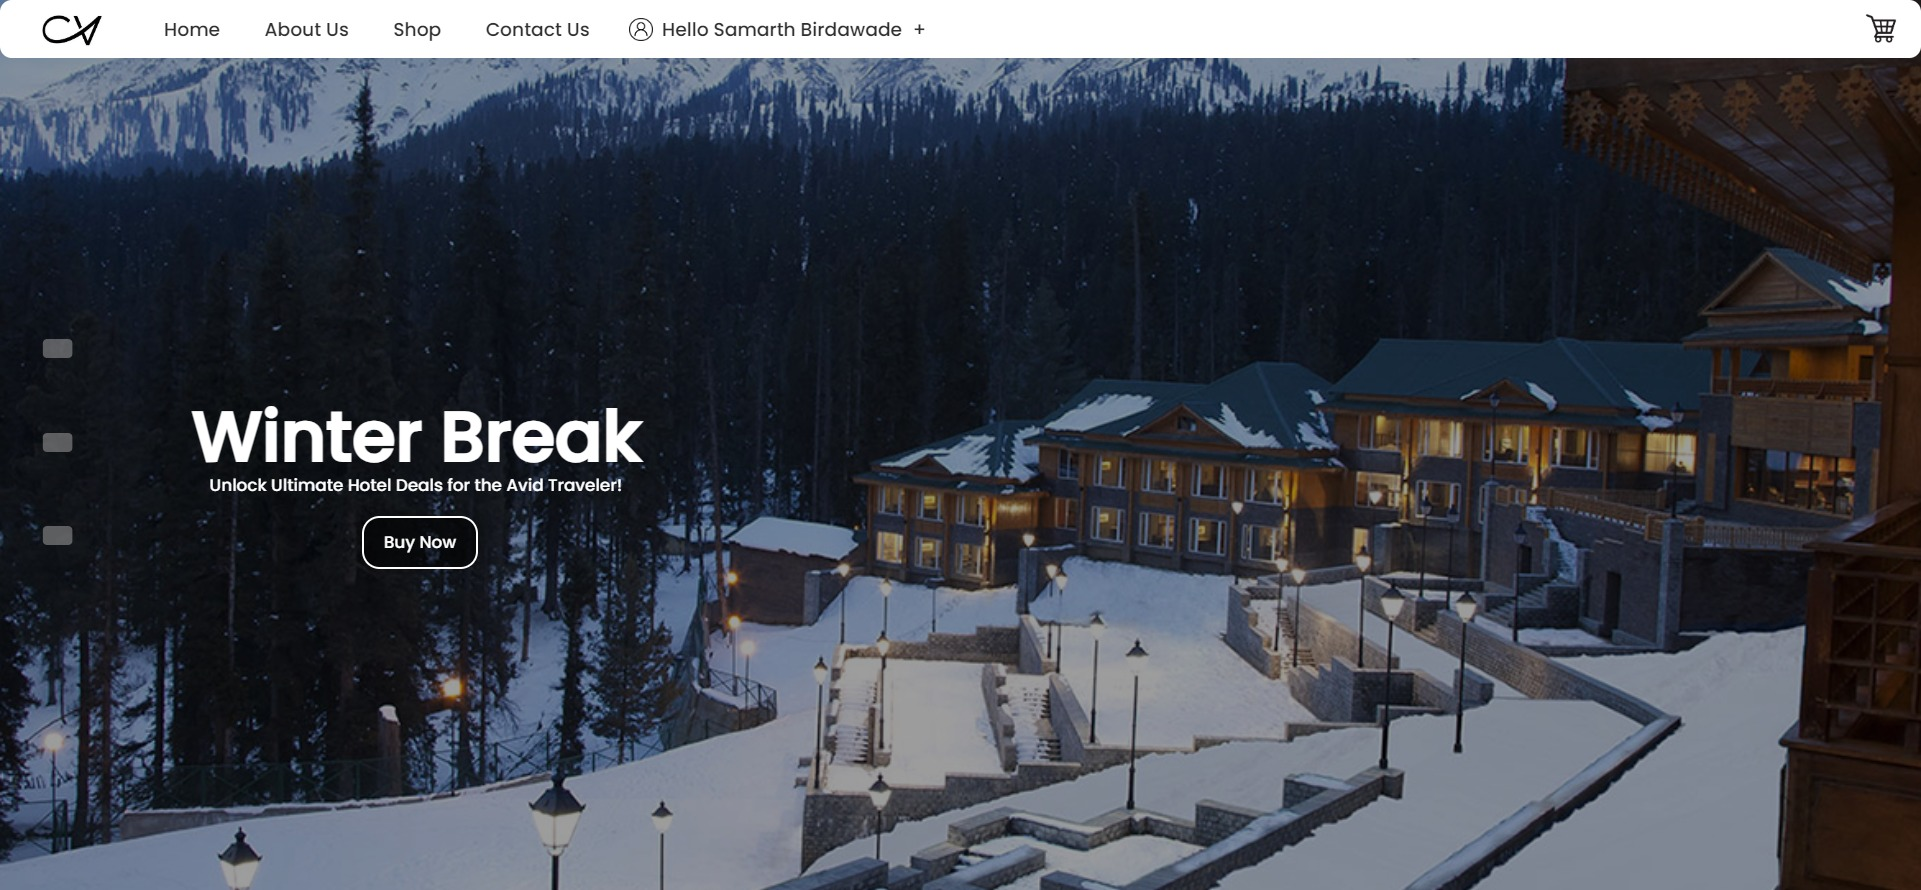 CV
Home About Us Shop Contact Us Hello Samarth Birdawade +
Winter Break
Unlock Ultimate Hotel Deals for the Avid Traveler!
Buy Now